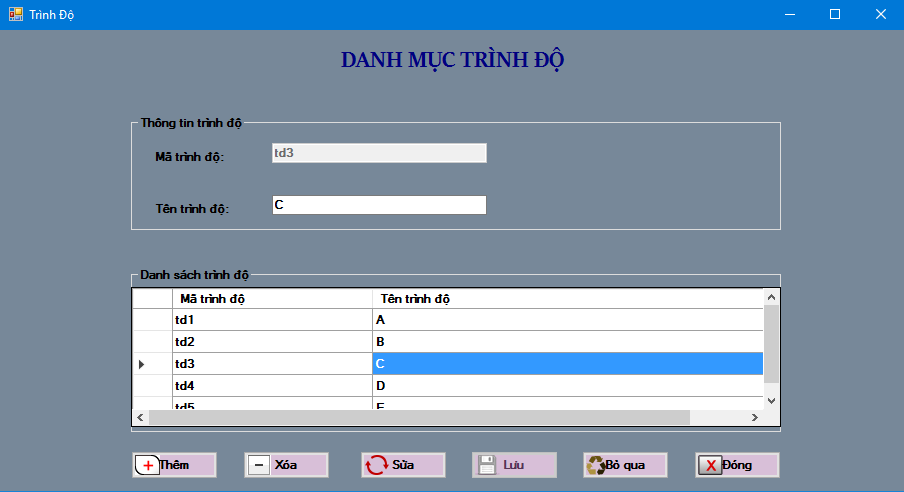 Trình Độ
DANH MỤC TRÌNH ĐỘ
Thông tin trình độ
Mã trình độ: td3
Tên trình độ: C
Danh sách trình độ
Mã trình độ Tên trình độ
td1 A
td2 B
td3 C
td4 D
td5 E
Thêm Xóa Sửa Lưu Bỏ qua Đóng